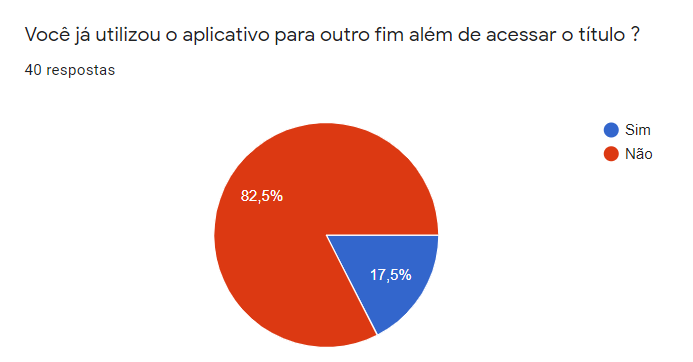 Você já utilizou o aplicativo para outro fim além de acessar o título ?
40 respostas
Sim
Não
82,5%
17,5%